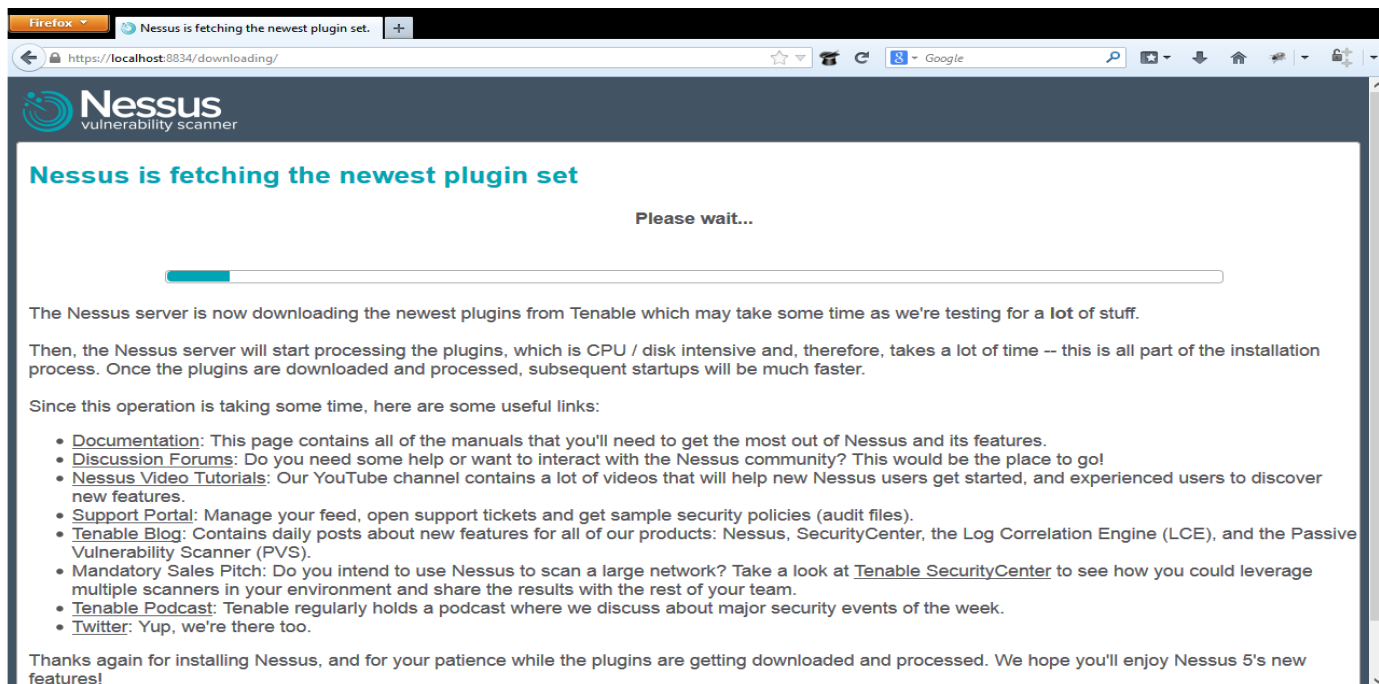 Firefox
Nessus is fetching the newest plugin set.
https://localhost:8834/downloading/
Google
Nessus
vulnerability scanner
Nessus is fetching the newest plugin set
Please wait...
The Nessus server is now downloading the newest plugins from Tenable which may take some time as we're testing for a lot of stuff.
Then, the Nessus server will start processing the plugins, which is CPU / disk intensive and, therefore, takes a lot of time -- this is all part of the installation
process. Once the plugins are downloaded and processed, subsequent startups will be much faster.
Since this operation is taking some time, here are some useful links:
• Documentation: This page contains all of the manuals that you'll need to get the most out of Nessus and its features.
• Discussion Forums: Do you need some help or want to interact with the Nessus community? This would be the place to go!
• Nessus Video Tutorials: Our YouTube channel contains a lot of videos that will help new Nessus users get started, and experienced users to discover
new features.
• Support Portal: Manage your feed, open support tickets and get sample security policies (audit files).
• Tenable Blog: Contains daily posts about new features for all of our products: Nessus, SecurityCenter, the Log Correlation Engine (LCE), and the Passive
Vulnerability Scanner (PVS).
• Mandatory Sales Pitch: Do you intend to use Nessus to scan a large network? Take a look at Tenable SecurityCenter to see how you could leverage
multiple scanners in your environment and share the results with the rest of your team.
• Tenable Podcast: Tenable regularly holds a podcast where we discuss about major security events of the week.
• Twitter: Yup, we're there too.
Thanks again for installing Nessus, and for your patience while the plugins are getting downloaded and processed. We hope you'll enjoy Nessus 5's new
features!